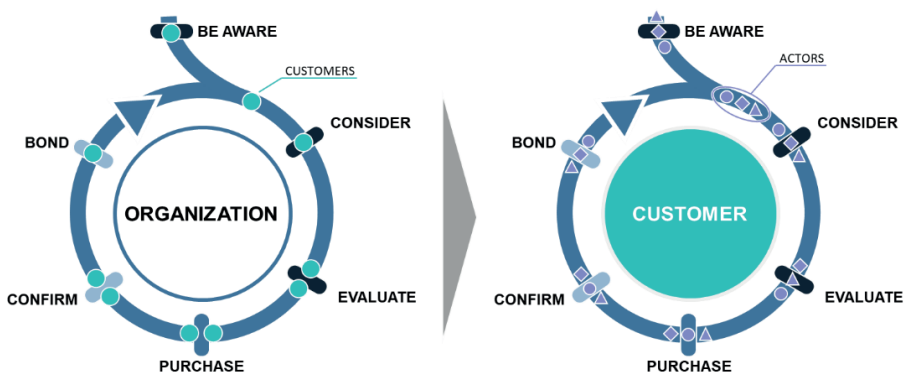 BE AWARE
CUSTOMERS
CONSIDER
BOND
ORGANIZATION
CONFIRM
EVALUATE
PURCHASE
BE AWARE
ACTORS
CONSIDER
BOND
CUSTOMER
CONFIRM
EVALUATE
PURCHASE